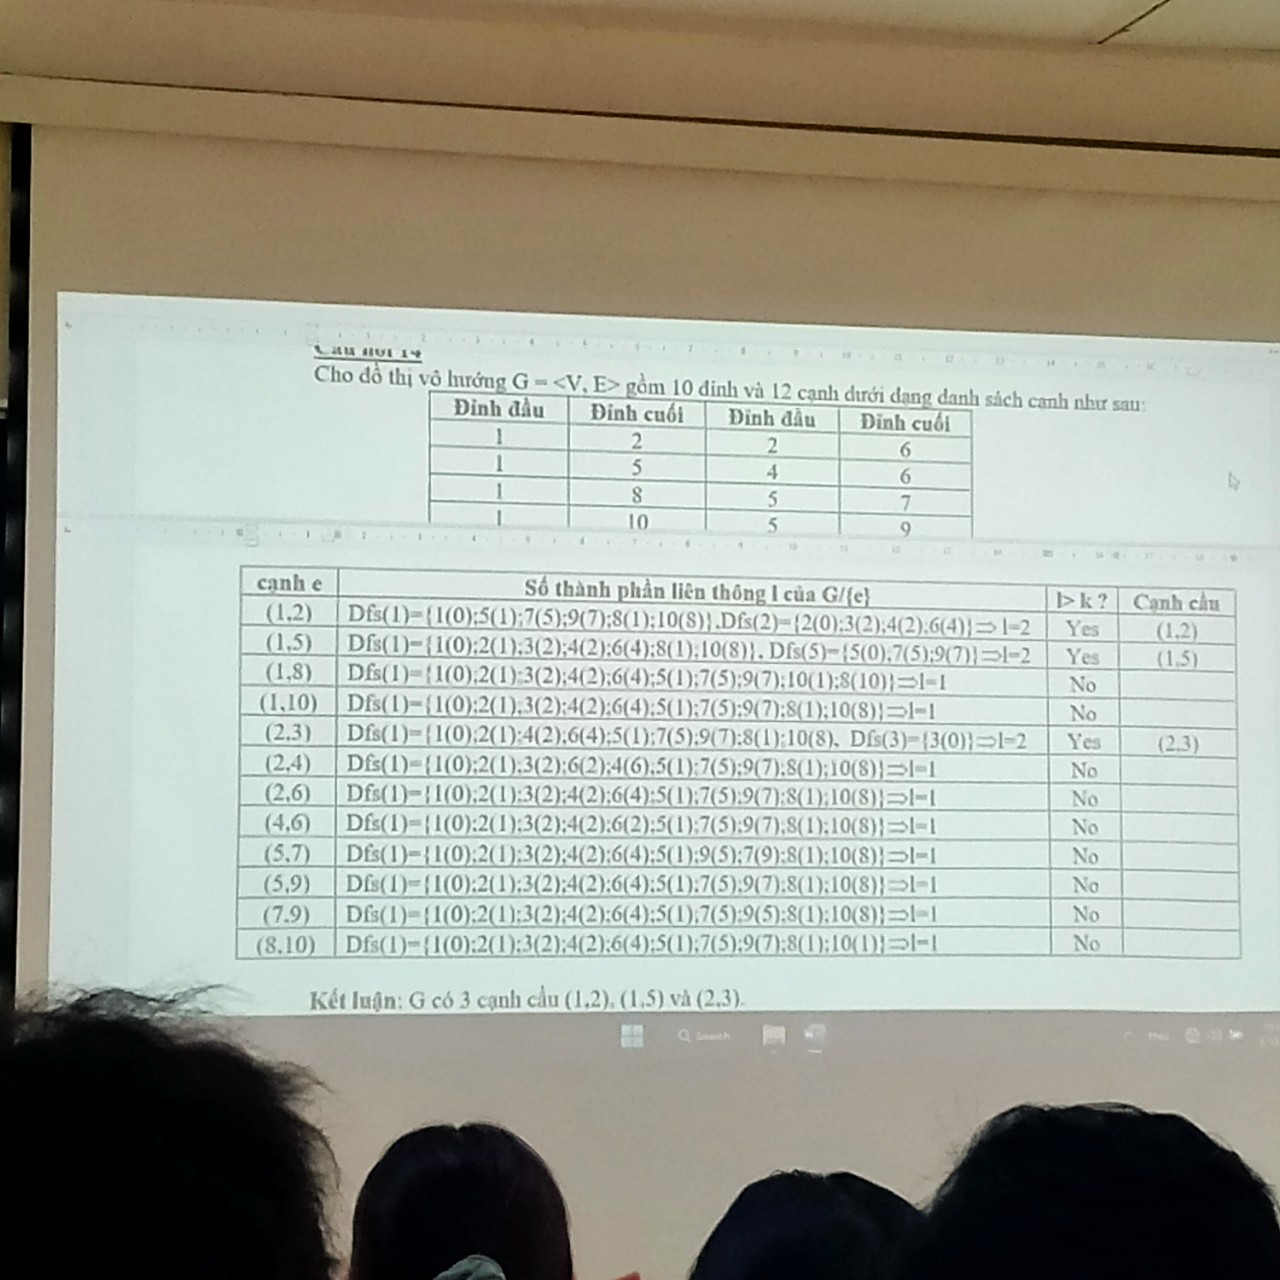 Câu hỏi 14
Cho đồ thị vô hướng G = <V, E> gồm 10 đỉnh và 12 cạnh dưới dạng danh sách cạnh như sau:
Đỉnh đầu Đỉnh cuối Đỉnh đầu Đỉnh cuối
1 2 2 6
1 5 4 6
1 8 5 7
1 10 5 9
cạnh e Số thành phần liên thông l của G/{e} l> k ? Cạnh cầu
(1,2) Dfs(1)={1(0);5(1);7(5);9(7);8(1);10(8)},Dfs(2)={2(0);3(2);4(2);6(4)}⇒ l=2 Yes (1,2)
(1,5) Dfs(1)={1(0);2(1);3(2);4(2);6(4);8(1);10(8)}, Dfs(5)={5(0);7(5);9(7)}⇒l=2 Yes (1,5)
(1,8) Dfs(1)={1(0);2(1);3(2);4(2);6(4);5(1);7(5);9(7);10(1);8(10)}⇒l=1 No
(1,10) Dfs(1)={1(0);2(1);3(2);4(2);6(4);5(1);7(5);9(7);8(1);10(8)}⇒l=1 No
(2,3) Dfs(1)={1(0);2(1);4(2);6(4);5(1);7(5);9(7);8(1);10(8), Dfs(3)={3(0)}⇒l=2 Yes (2,3)
(2,4) Dfs(1)={1(0);2(1);3(2);6(2);4(6),5(1);7(5);9(7);8(1);10(8)}⇒l=1 No
(2,6) Dfs(1)={1(0);2(1);3(2);4(2);6(4);5(1);7(5);9(7);8(1);10(8)}⇒l=1 No
(4,6) Dfs(1)={1(0);2(1);3(2);4(2);6(2);5(1);7(5);9(7);8(1);10(8)}⇒l=1 No
(5,7) Dfs(1)={1(0);2(1);3(2);4(2);6(4);5(1);9(5);7(9);8(1);10(8)}⇒l=1 No
(5,9) Dfs(1)={1(0);2(1);3(2);4(2);6(4);5(1);7(5);9(7);8(1);10(8)}⇒l=1 No
(7,9) Dfs(1)={1(0);2(1);3(2);4(2);6(4);5(1);7(5);9(5);8(1);10(8)}⇒l=1 No
(8,10) Dfs(1)={1(0);2(1);3(2);4(2);6(4);5(1);7(5);9(7);8(1);10(1)}⇒l=1 No
Kết luận: G có 3 cạnh cầu (1,2), (1,5) và (2,3).
Search